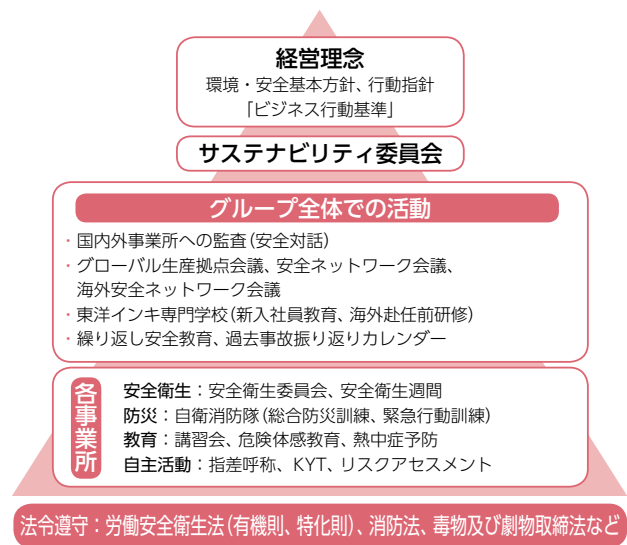 経営理念
環境・安全基本方針、行動指針
「ビジネス行動基準」
サステナビリティ委員会
グループ全体での活動
・国内外事業所への監査(安全対話)
・グローバル生産拠点会議、安全ネットワーク会議、
海外安全ネットワーク会議
・東洋インキ専門学校(新入社員教育、海外赴任前研修)
・繰り返し安全教育、過去事故振り返りカレンダー
各事業所
安全衛生：安全衛生委員会、安全衛生週間
防災：自衛消防隊(総合防災訓練、緊急行動訓練)
教育：講習会、危険体感教育、熱中症予防
自主活動：指差呼称、KYT、リスクアセスメント
法令遵守：労働安全衛生法(有機則、特化則)、消防法、毒物及び劇物取締法など